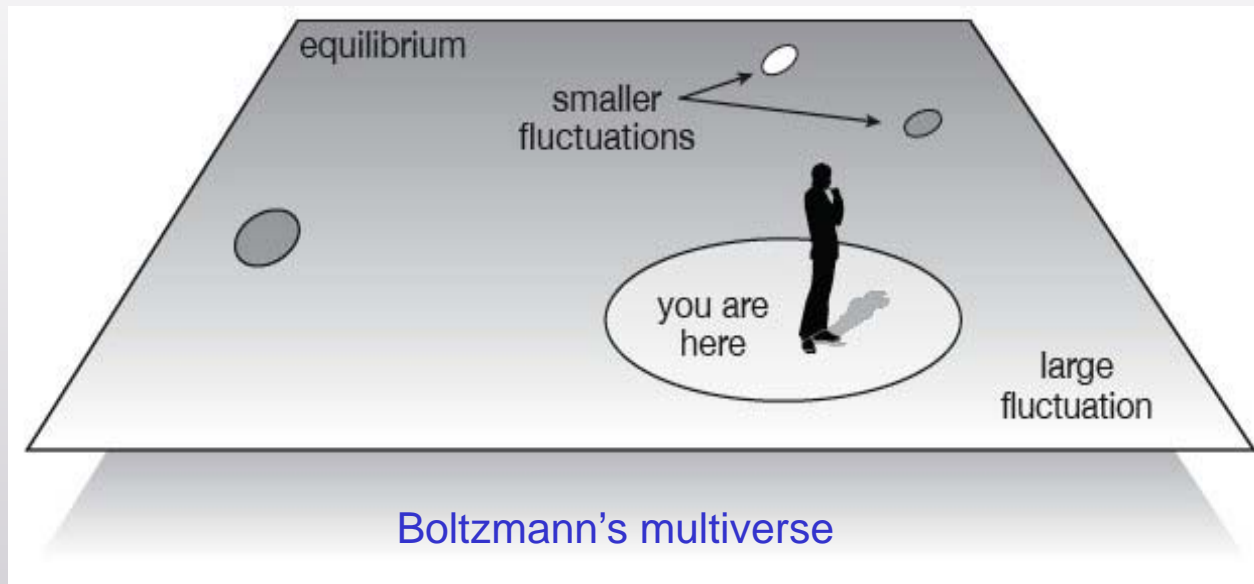 equilibrium
smaller
fluctuations
you are
here
large
fluctuation
Boltzmann’s multiverse